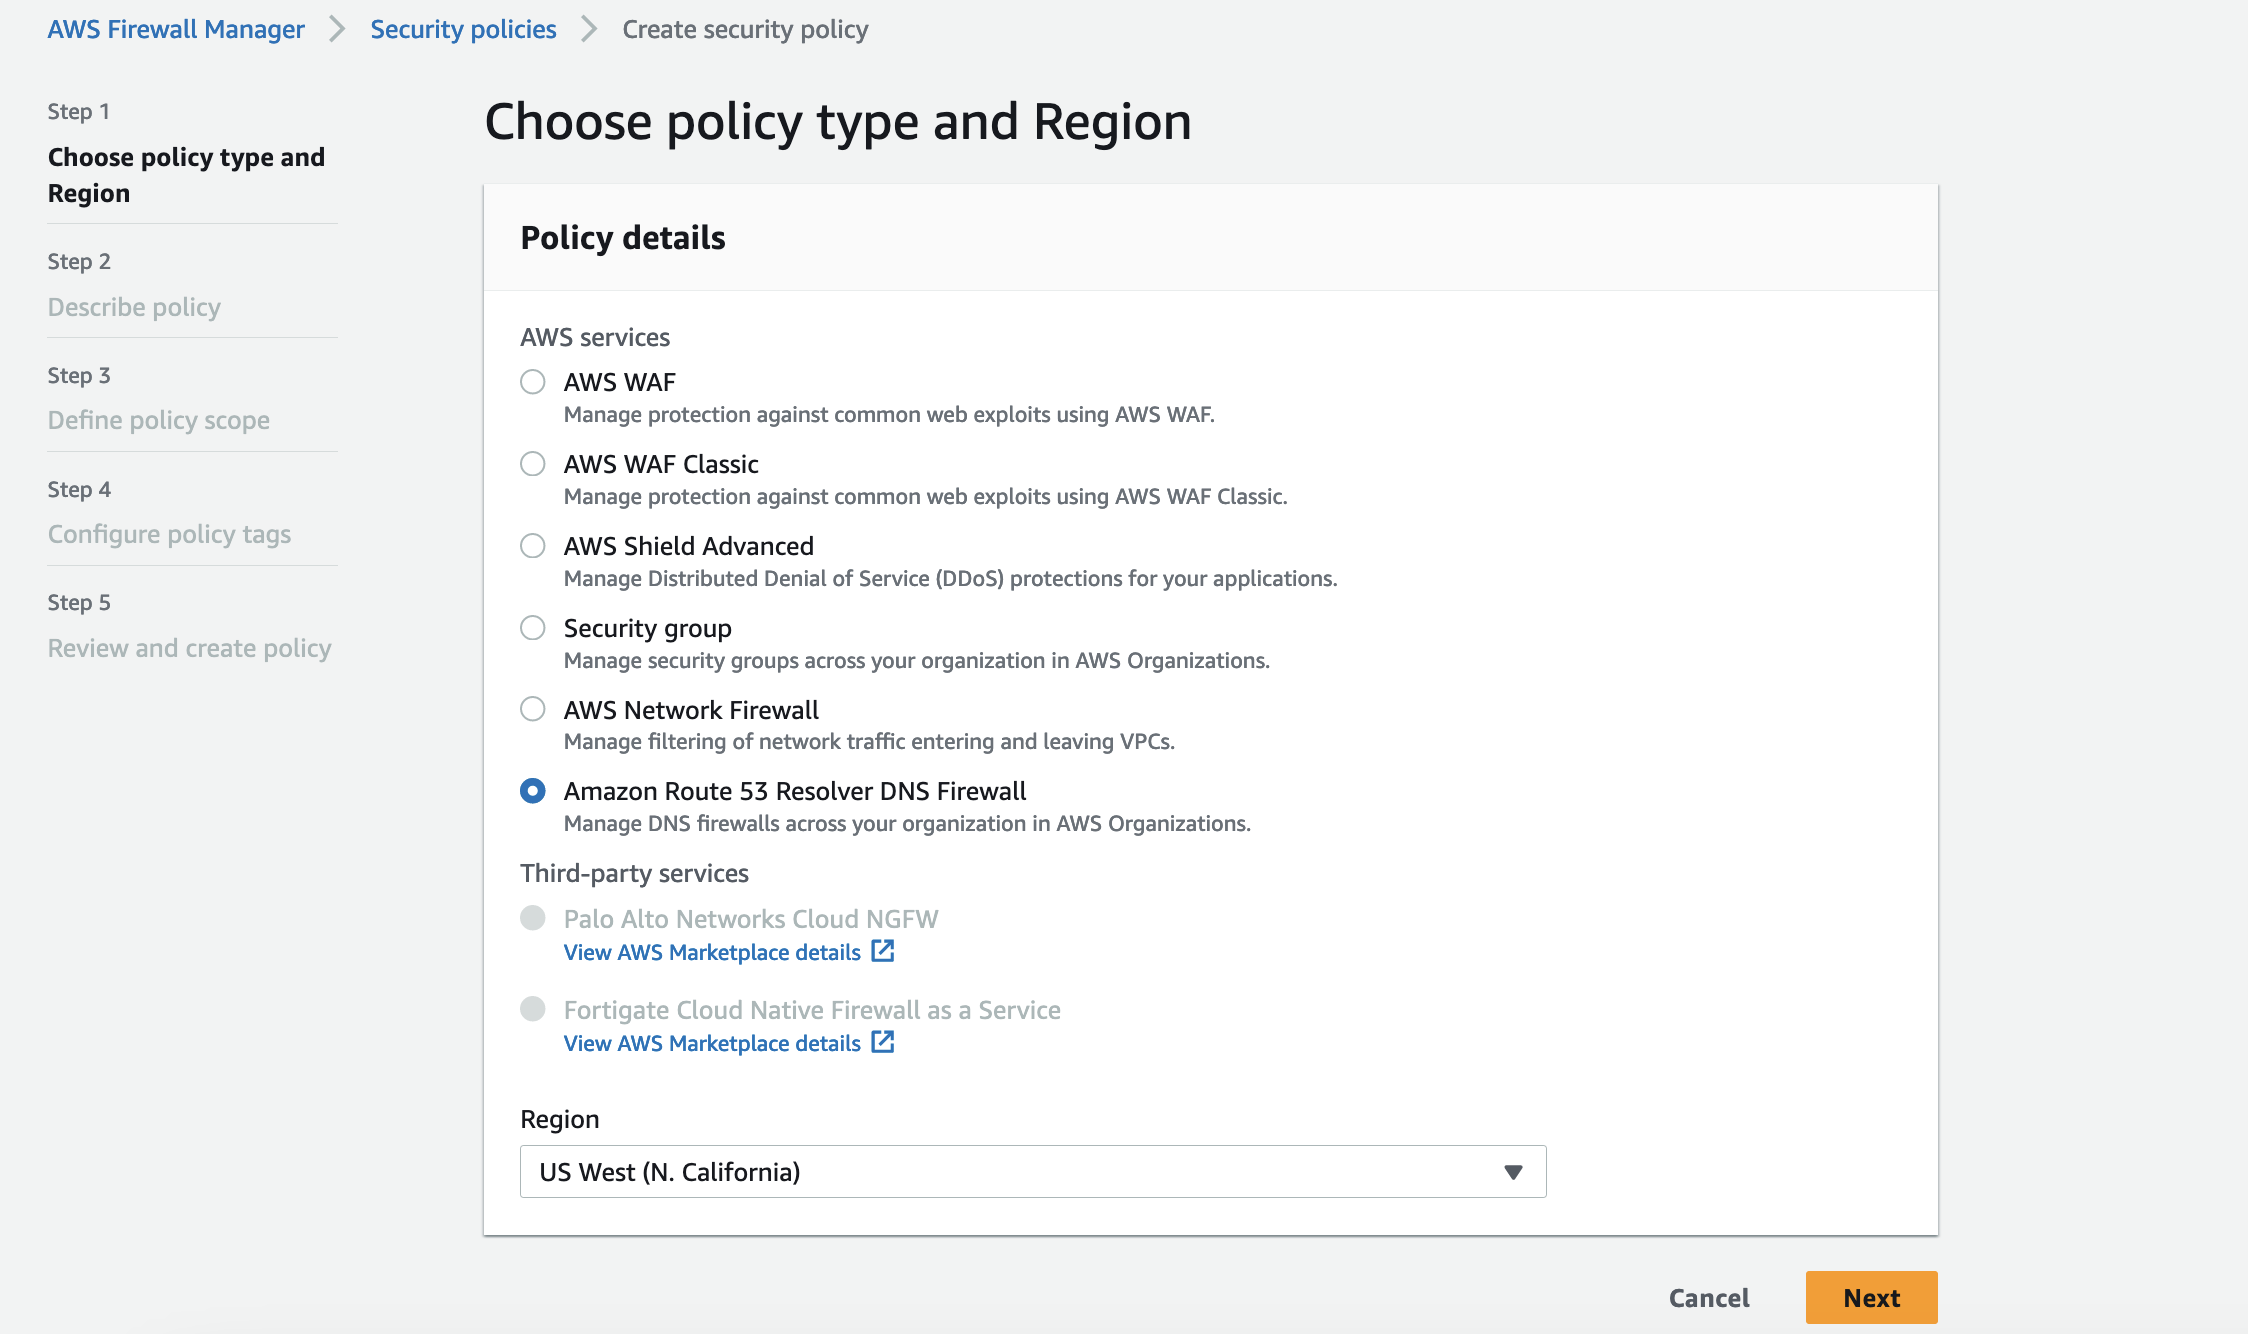 AWS Firewall Manager > Security policies > Create security policy
Step 1
Choose policy type and
Region
Step 2
Describe policy
Step 3
Define policy scope
Step 4
Configure policy tags
Step 5
Review and create policy
Choose policy type and Region
Policy details
AWS services
AWS WAF
Manage protection against common web exploits using AWS WAF.
AWS WAF Classic
Manage protection against common web exploits using AWS WAF Classic.
AWS Shield Advanced
Manage Distributed Denial of Service (DDoS) protections for your applications.
Security group
Manage security groups across your organization in AWS Organizations.
AWS Network Firewall
Manage filtering of network traffic entering and leaving VPCs.
Amazon Route 53 Resolver DNS Firewall
Manage DNS firewalls across your organization in AWS Organizations.
Third-party services
Palo Alto Networks Cloud NGFW
View AWS Marketplace details
Fortigate Cloud Native Firewall as a Service
View AWS Marketplace details
Region
US West (N. California)
Cancel
Next